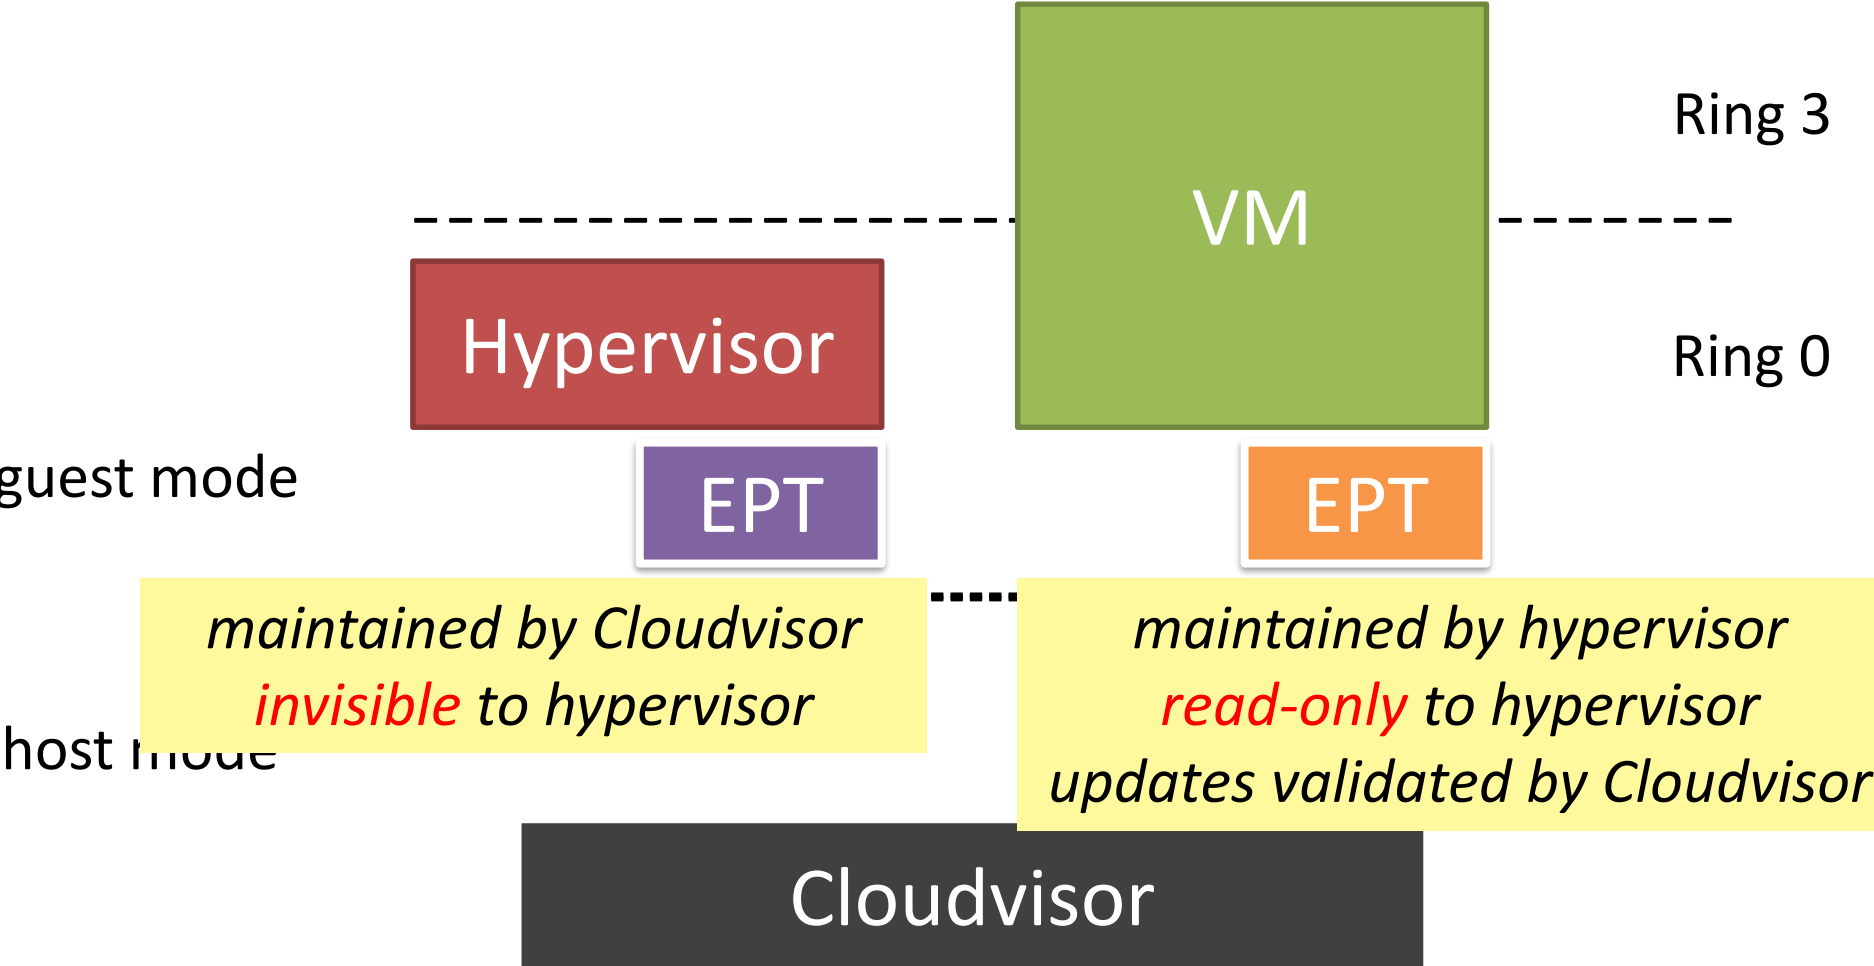 Ring 3
VM
Hypervisor
Ring 0
guest mode
EPT
EPT
maintained by Cloudvisor
invisible to hypervisor
maintained by hypervisor
read-only to hypervisor
updates validated by Cloudvisor
host mode
Cloudvisor